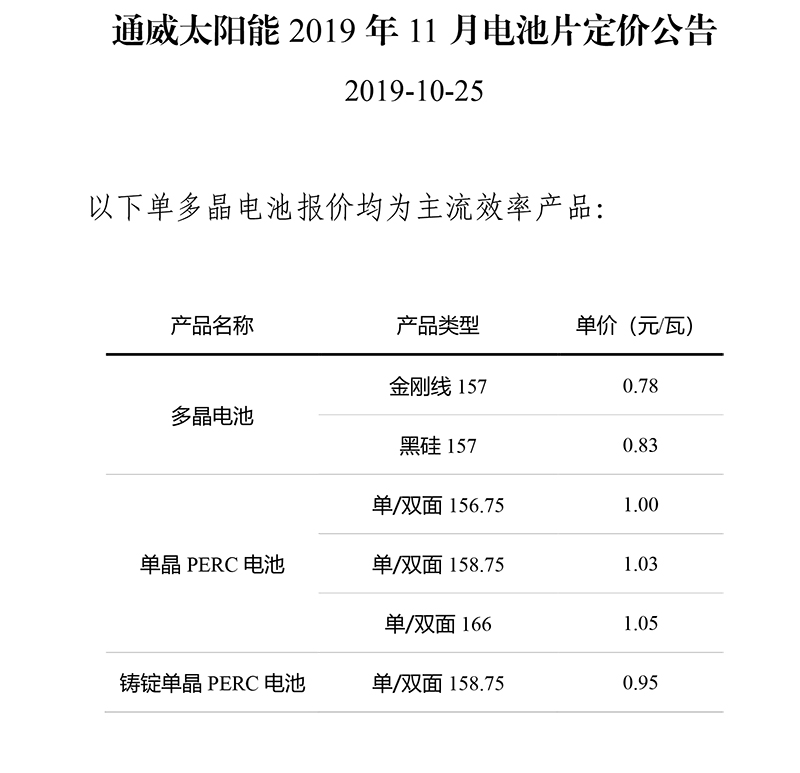 通威太阳能 2019 年 11 月电池片定价公告
2019-10-25
以下单多晶电池报价均为主流效率产品：
产品名称 产品类型 单价（元/瓦）
多晶电池 金刚线 157 0.78
黑硅 157 0.83
单晶 PERC 电池 单/双面 156.75 1.00
单/双面 158.75 1.03
单/双面 166 1.05
铸锭单晶 PERC 电池 单/双面 158.75 0.95